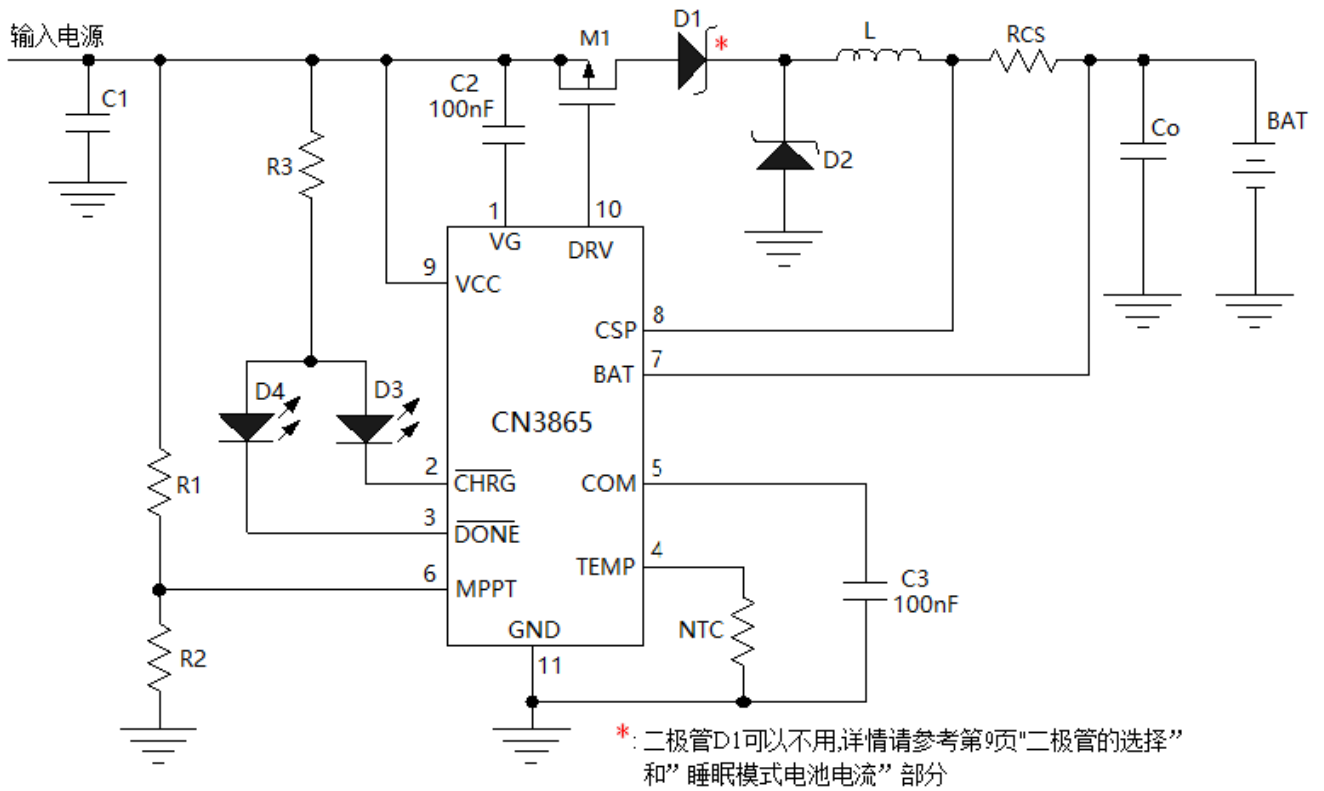 输入电源
C1
R3
C2
100nF
M1
D1
*
L
RCS
D2
Co
BAT
1
10
VG
DRV
9
VCC
CSP
8
BAT
7
D4
D3
CN3865
2
CHRG
COM
5
R1
3
DONE
TEMP
4
6
MPPT
C3
100nF
NTC
GND
R2
11
*: 二极管D1可以不用,详情请参考第9页"二极管的选择”
和” 睡眠模式电池电流” 部分